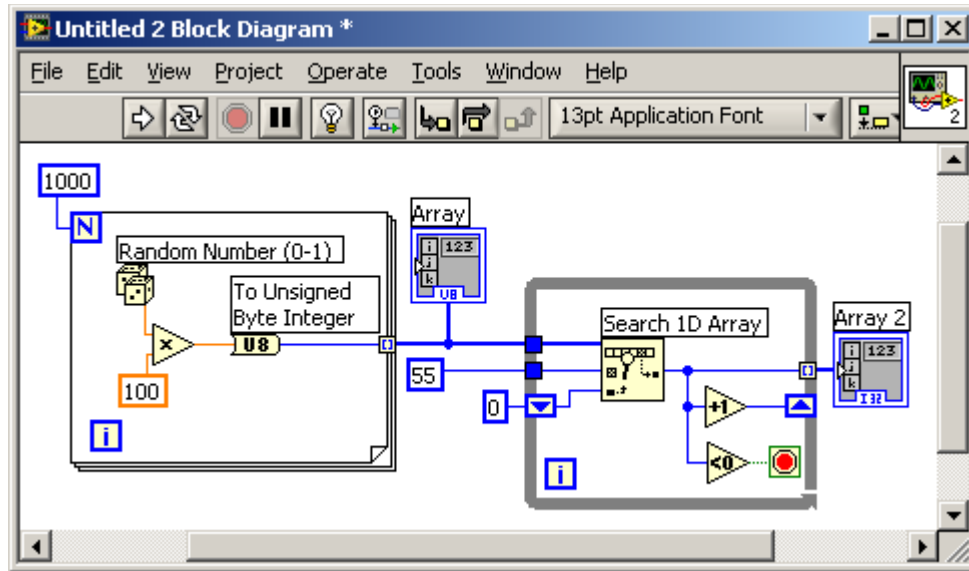 Untitled 2 Block Diagram *
File Edit View Project Operate Tools Window Help
13pt Application Font
2
1000
N
Random Number (0-1)
To Unsigned
Byte Integer
U8
x
100
i
Array
i 123
j
k
U8
55
0
Search 1D Array
+1
<0
i
Array 2
i 123
j
k
I32